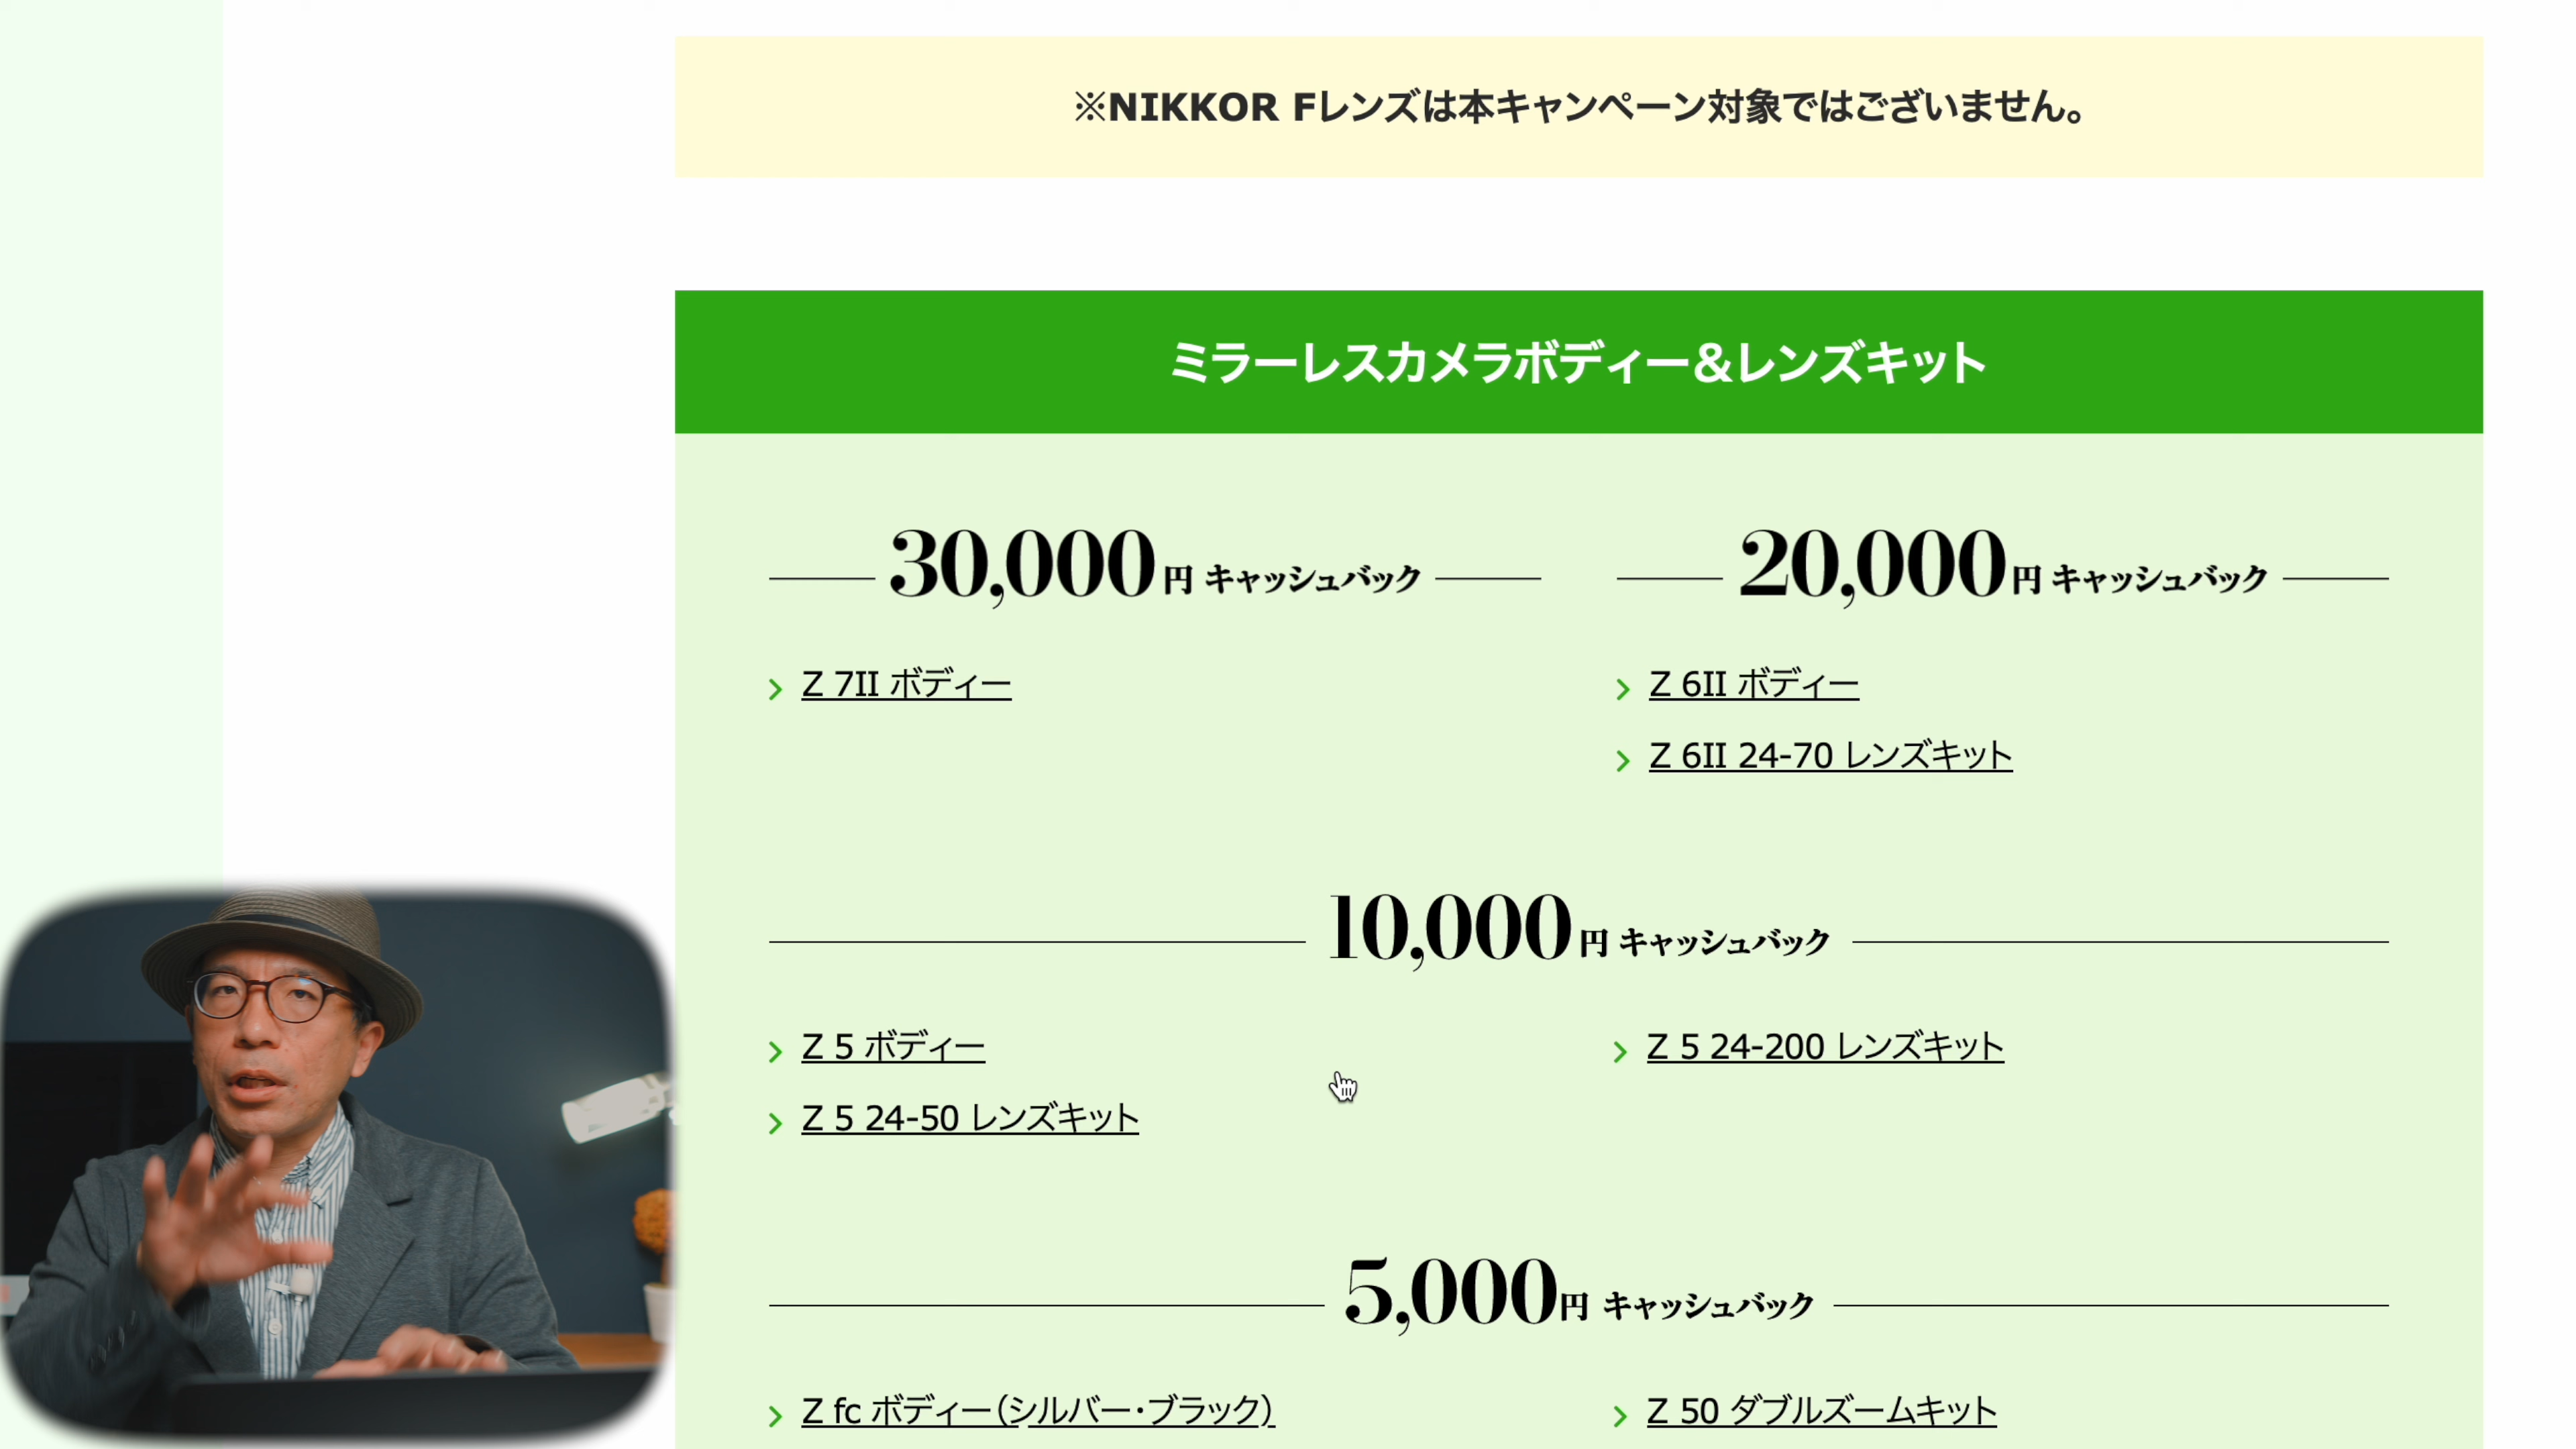 ※NIKKOR Fレンズは本キャンペーン対象ではございません。
ミラーレスカメラボディー&レンズキット
30,000円 キャッシュバック
20,000円 キャッシュバック
Z 7II ボディー
Z 6II ボディー
Z 6II 24-70 レンズキット
10,000円 キャッシュバック
Z 5 ボディー
Z 5 24-200 レンズキット
Z 5 24-50 レンズキット
5,000円 キャッシュバック
Z fc ボディー（シルバー・ブラック）
Z 50 ダブルズームキット